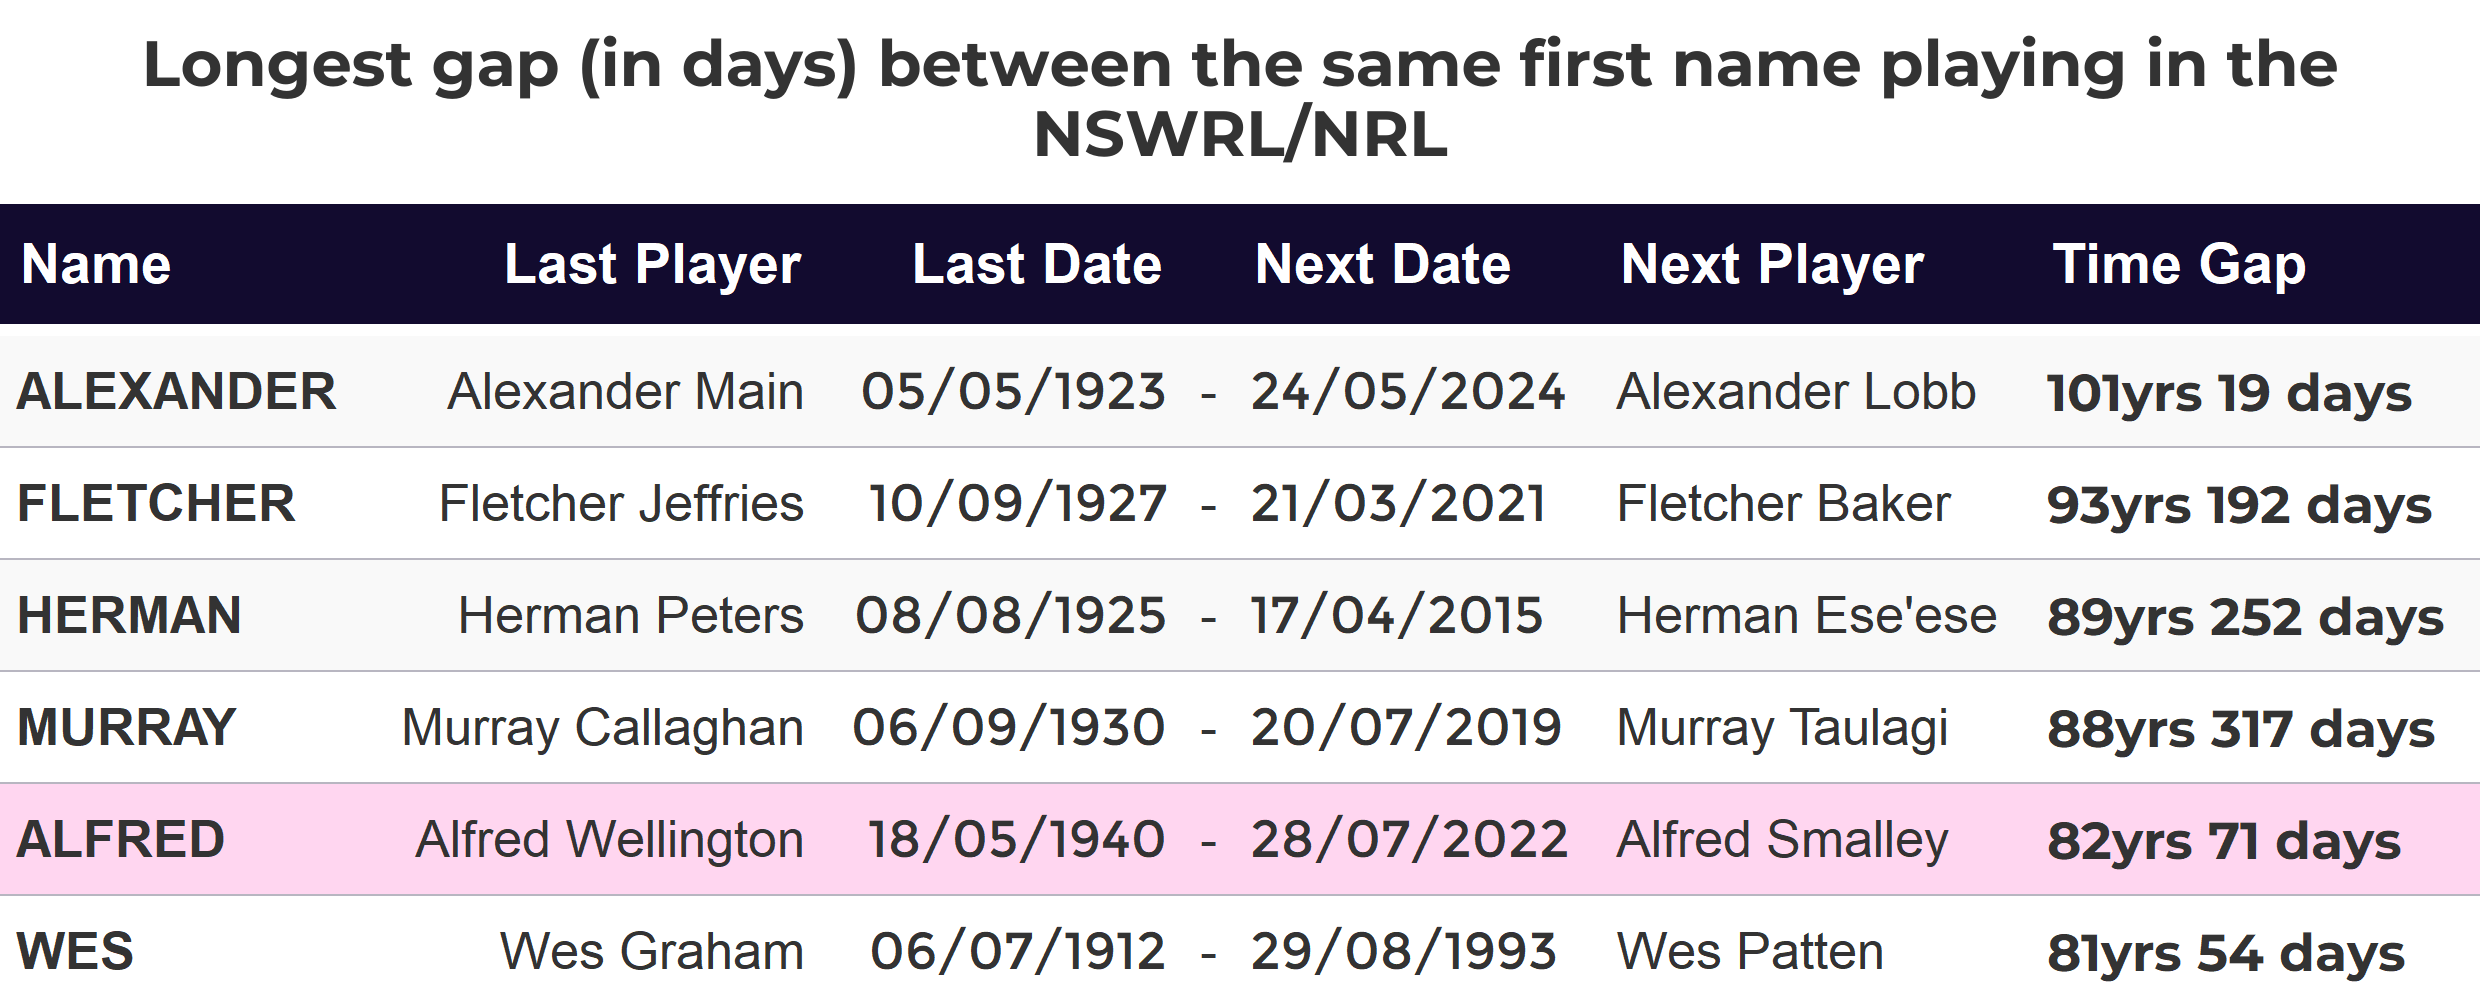 Longest gap (in days) between the same first name playing in the
NSWRL/NRL
Name Last Player Last Date Next Date Next Player Time Gap
ALEXANDER Alexander Main 05/05/1923 - 24/05/2024 Alexander Lobb 101yrs 19 days
FLETCHER Fletcher Jeffries 10/09/1927 - 21/03/2021 Fletcher Baker 93yrs 192 days
HERMAN Herman Peters 08/08/1925 - 17/04/2015 Herman Ese'ese 89yrs 252 days
MURRAY Murray Callaghan 06/09/1930 - 20/07/2019 Murray Taulagi 88yrs 317 days
ALFRED Alfred Wellington 18/05/1940 - 28/07/2022 Alfred Smalley 82yrs 71 days
WES Wes Graham 06/07/1912 - 29/08/1993 Wes Patten 81yrs 54 days